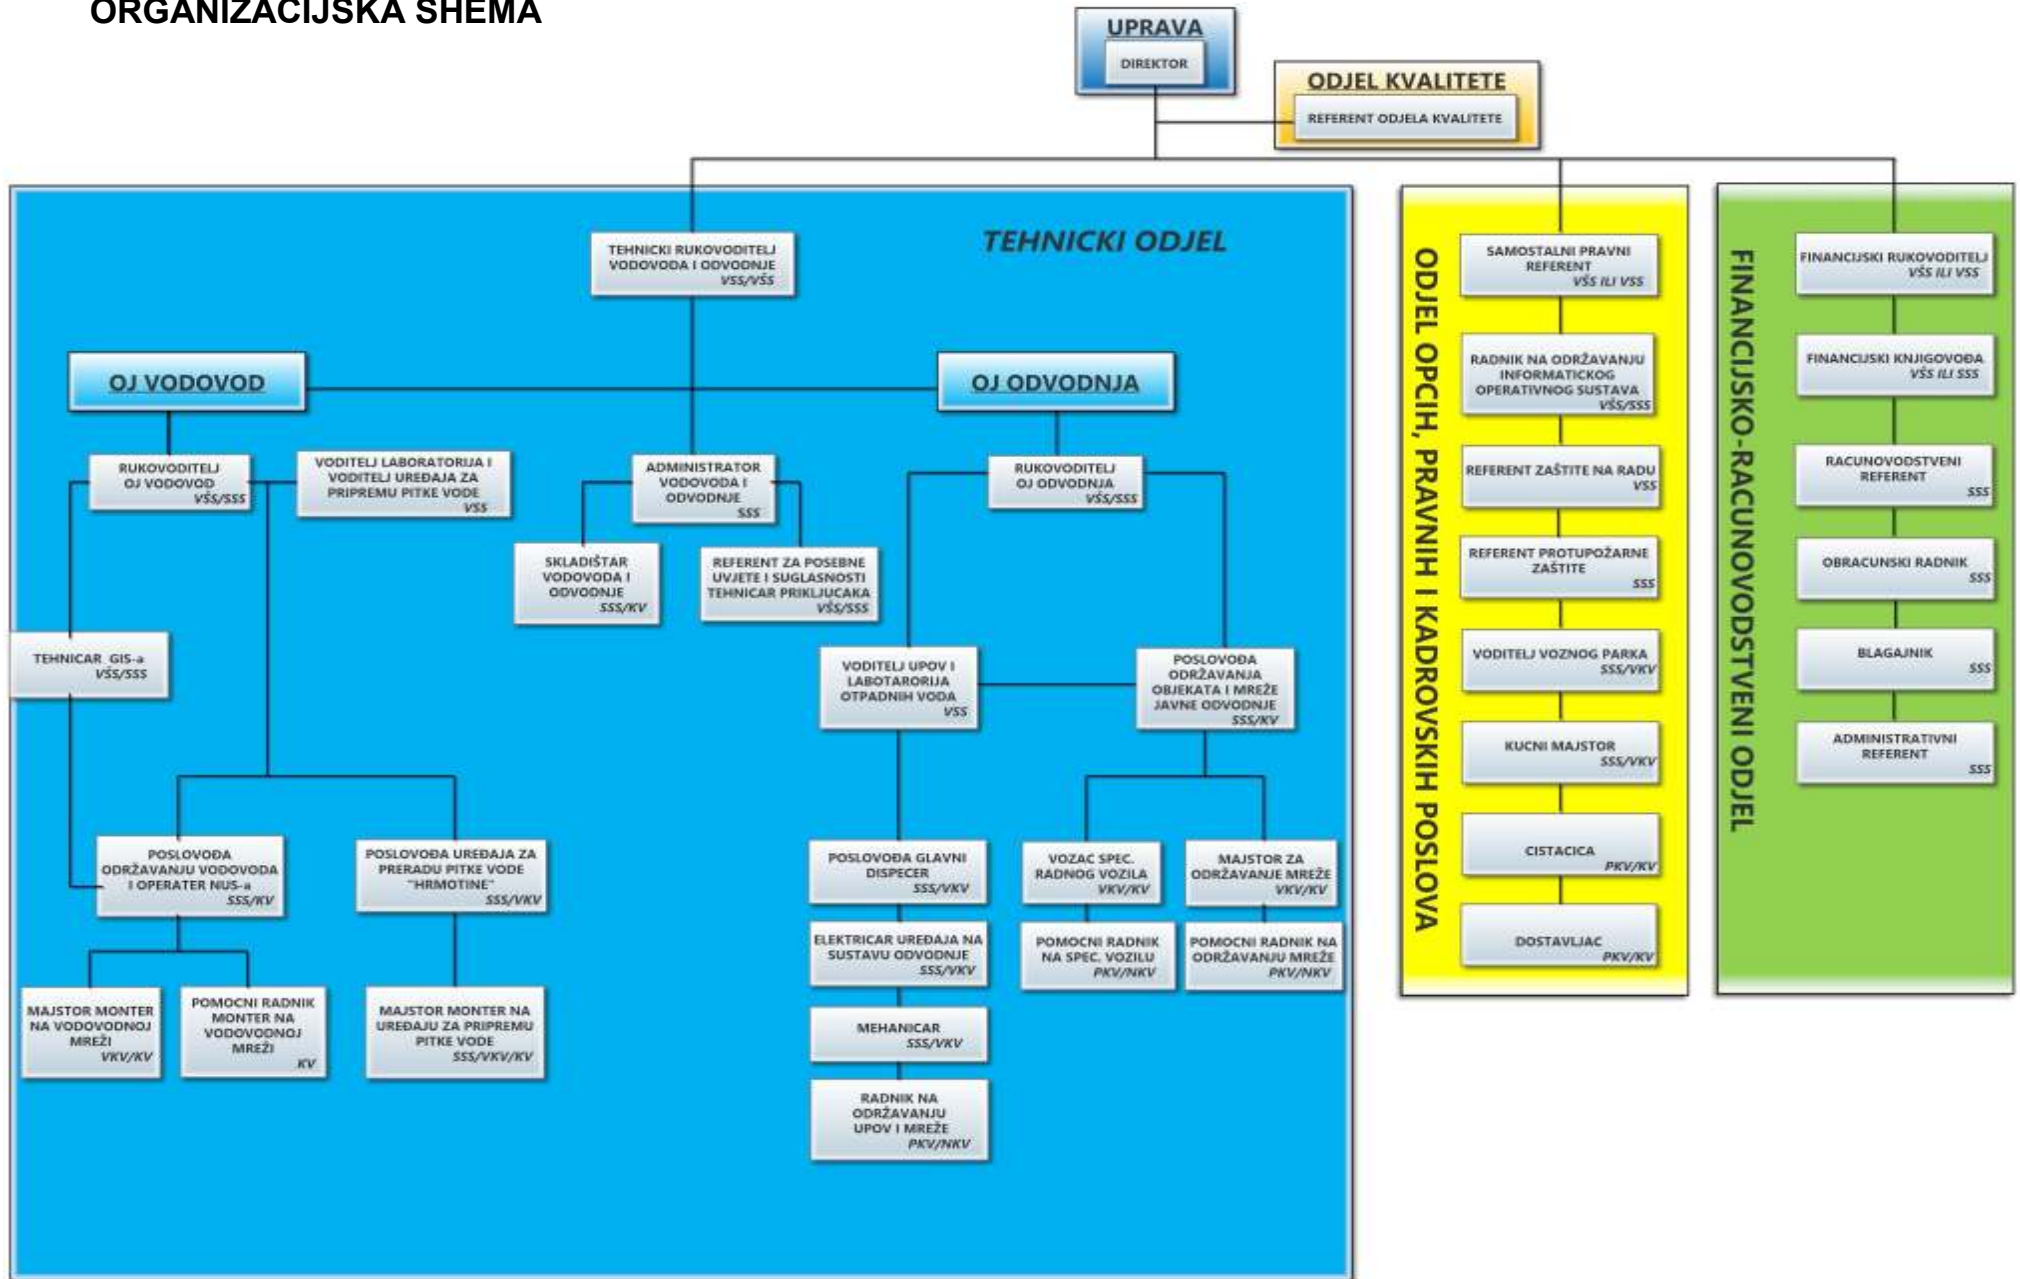 ORGANIZACIJSKA SHEMA
UPRAVA
DIREKTOR
ODJEL KVALITETE
REFERENT ODJELA KVALITETE
TEHNICKI ODJEL
TEHNICKI RUKOVODITELJ
VODOVODA I ODVODNJE
VSS/VŠS
OJ VODOVOD
OJ ODVODNJA
RUKOVODITELJ
OJ VODOVOD
VŠS/SSS
VODITELJ LABORATORIJA I
VODITELJ UREĐAJA ZA
PRIPREMU PITKE VODE
VSS
ADMINISTRATOR
VODOVODA I
ODVODNJE
SSS
RUKOVODITELJ
OJ ODVODNJA
VŠS/SSS
SKLADIŠTAR
VODOVODA I
ODVODNJE
SSS/KV
REFERENT ZA POSEBNE
UVJETE I SUGLASNOSTI
TEHNICAR PRIKLJUCAKA
VŠS/SSS
TEHNICAR GIS-a
VŠS/SSS
VODITELJ UPOV I
LABOTARORIJA
OTPADNIH VODA
VSS
POSLOVOĐA
ODRŽAVANJA
OBJEKATA I MREŽE
JAVNE ODVODNJE
SSS/KV
POSLOVOĐA
ODRŽAVANJU VODOVODA
I OPERATER NUS-a
SSS/KV
POSLOVOĐA UREĐAJA ZA
PRERADU PITKE VODE
"HRMOTINE"
SSS/VKV
POSLOVOĐA GLAVNI
DISPECER
SSS/VKV
VOZAC SPEC.
RADNOG VOZILA
VKV/KV
MAJSTOR ZA
ODRŽAVANJE MREŽE
VKV/KV
ELEKTRICAR UREĐAJA NA
SUSTAVU ODVODNJE
SSS/VKV
POMOCNI RADNIK
NA SPEC. VOZILU
PKV/NKV
POMOCNI RADNIK NA
ODRŽAVANJU MREŽE
PKV/NKV
MAJSTOR MONTER
NA VODOVODNOJ
MREŽI
VKV/KV
POMOCNI RADNIK
MONTER NA
VODOVODNOJ
MREŽI
KV
MAJSTOR MONTER NA
UREĐAJU ZA PRIPREMU
PITKE VODE
SSS/VKV/KV
MEHANICAR
SSS/VKV
RADNIK NA
ODRŽAVANJU
UPOV I MREŽE
PKV/NKV
ODJEL OPCIH, PRAVNIH I KADROVSKIH POSLOVA
SAMOSTALNI PRAVNI
REFERENT
VŠS ILI VSS
RADNIK NA ODRŽAVANJU
INFORMATICKOG
OPERATIVNOG SUSTAVA
VŠS/SSS
REFERENT ZAŠTITE NA RADU
VSS
REFERENT PROTUPOŽARNE
ZAŠTITE
SSS
VODITELJ VOZNOG PARKA
SSS/VKV
KUCNI MAJSTOR
SSS/VKV
CISTACICA
PKV/KV
DOSTAVLJAC
PKV/KV
FINANCIJSKO-RACUNOVODSTVENI ODJEL
FINANCIJSKI RUKOVODITELJ
VŠS ILI VSS
FINANCIJSKI KNJIGOVOĐA
VŠS ILI SSS
RACUNOVODSTVENI
REFERENT
SSS
OBRACUNSKI RADNIK
SSS
BLAGAJNIK
SSS
ADMINISTRATIVNI
REFERENT
SSS